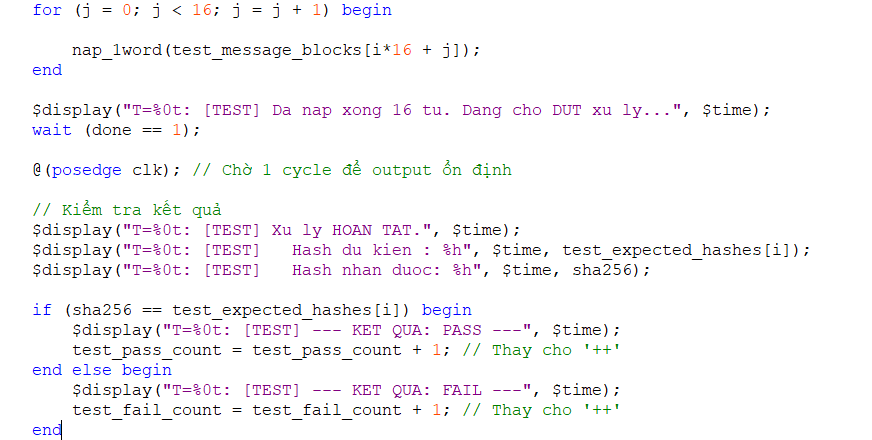 for (j = 0; j < 16; j = j + 1) begin
nap_1word(test_message_blocks[i*16 + j]);
end
$display("T=%0t: [TEST] Da nap xong 16 tu. Dang cho DUT xu ly...", $time);
wait (done == 1);
@(posedge clk); // Chờ 1 cycle để output ổn định
// Kiểm tra kết quả
$display("T=%0t: [TEST] Xu ly HOAN TAT.", $time);
$display("T=%0t: [TEST]   Hash du kien : %h", $time, test_expected_hashes[i]);
$display("T=%0t: [TEST]   Hash nhan duoc: %h", $time, sha256);
if (sha256 == test_expected_hashes[i]) begin
$display("T=%0t: [TEST] --- KET QUA: PASS ---", $time);
test_pass_count = test_pass_count + 1; // Thay cho '++'
end else begin
$display("T=%0t: [TEST] --- KET QUA: FAIL ---", $time);
test_fail_count = test_fail_count + 1; // Thay cho '++'
end